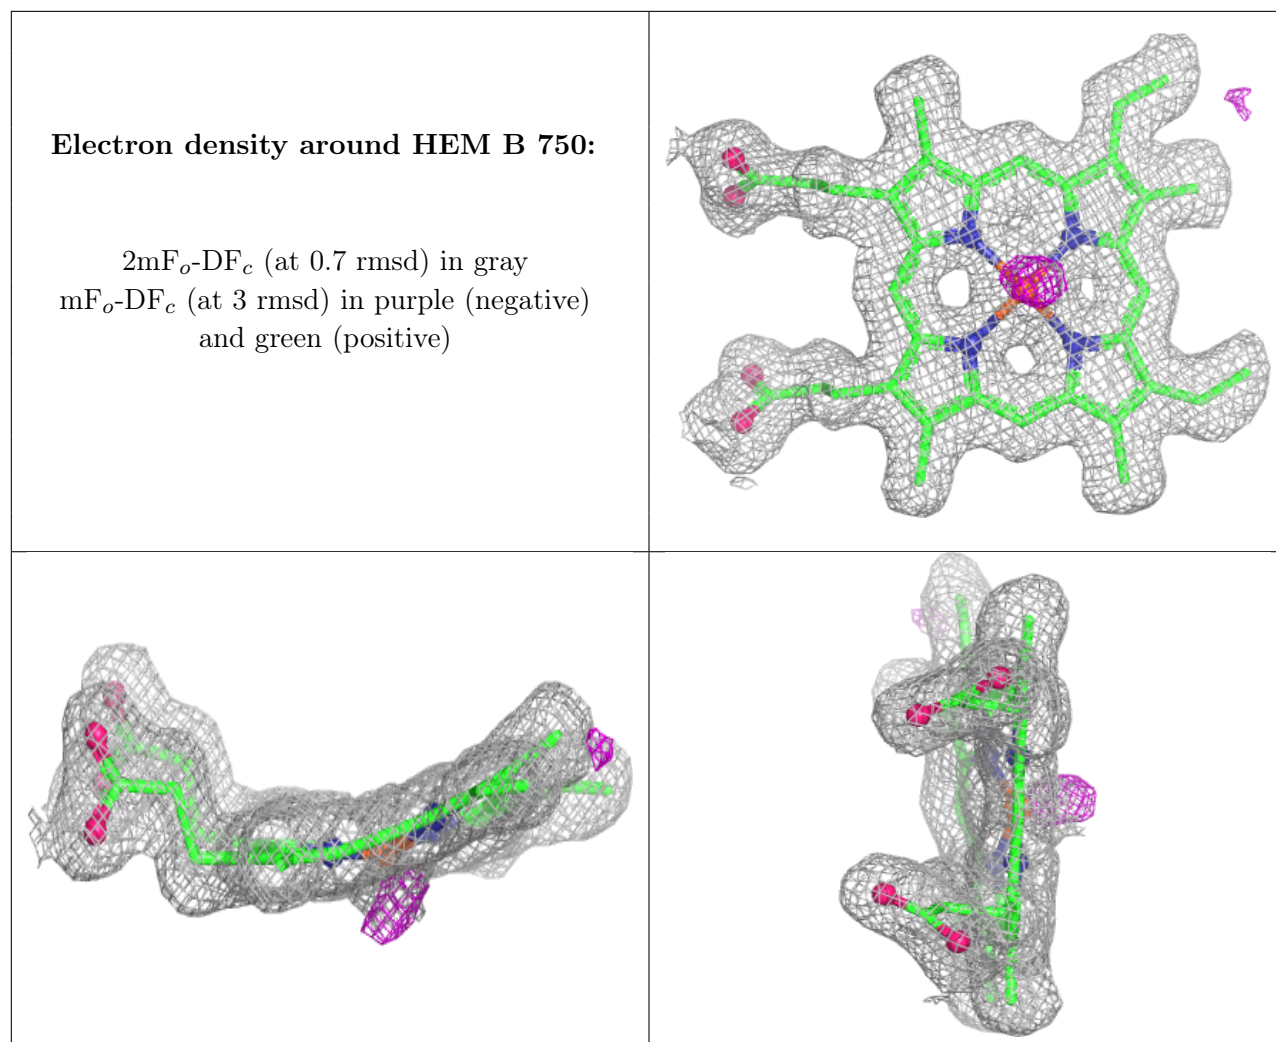 Electron density around HEM B 750:
2mFo-DFc (at 0.7 rmsd) in gray
mFo-DFc (at 3 rmsd) in purple (negative)
and green (positive)